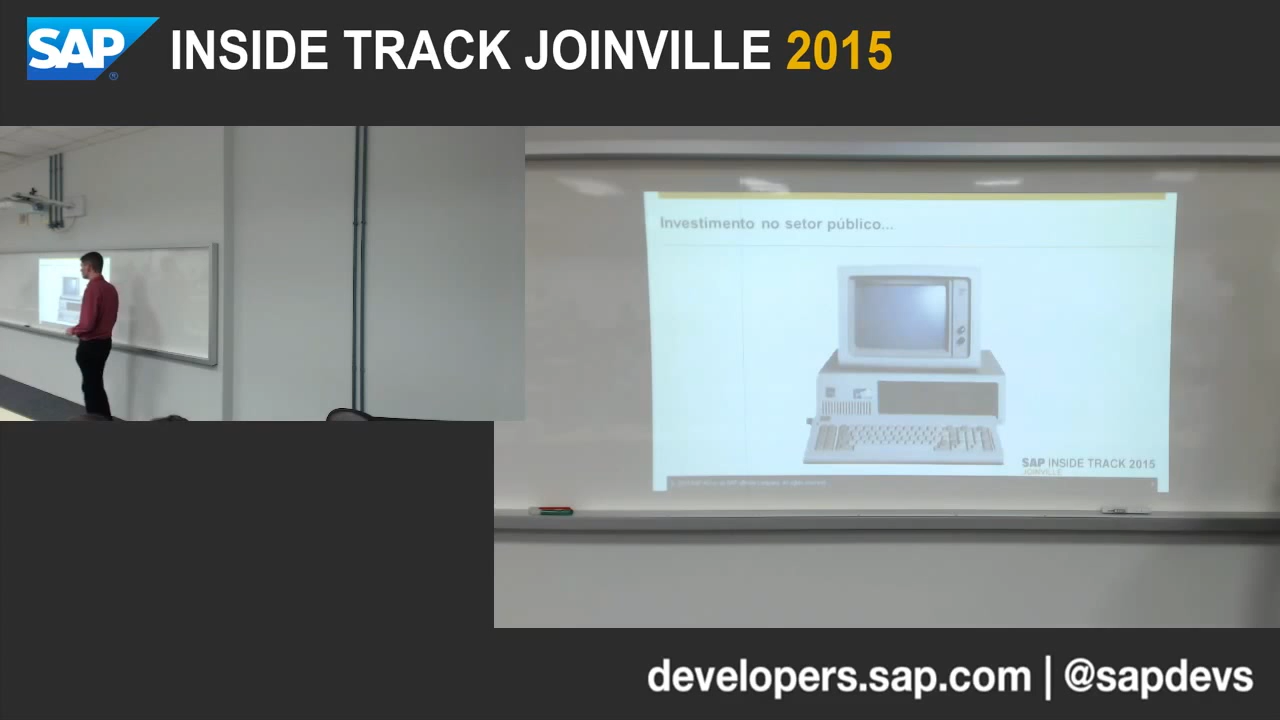 SAP INSIDE TRACK JOINVILLE 2015
Investimento no setor público...
SAP INSIDE TRACK 2015
JOINVILLE
developers.sap.com | @sapdevs